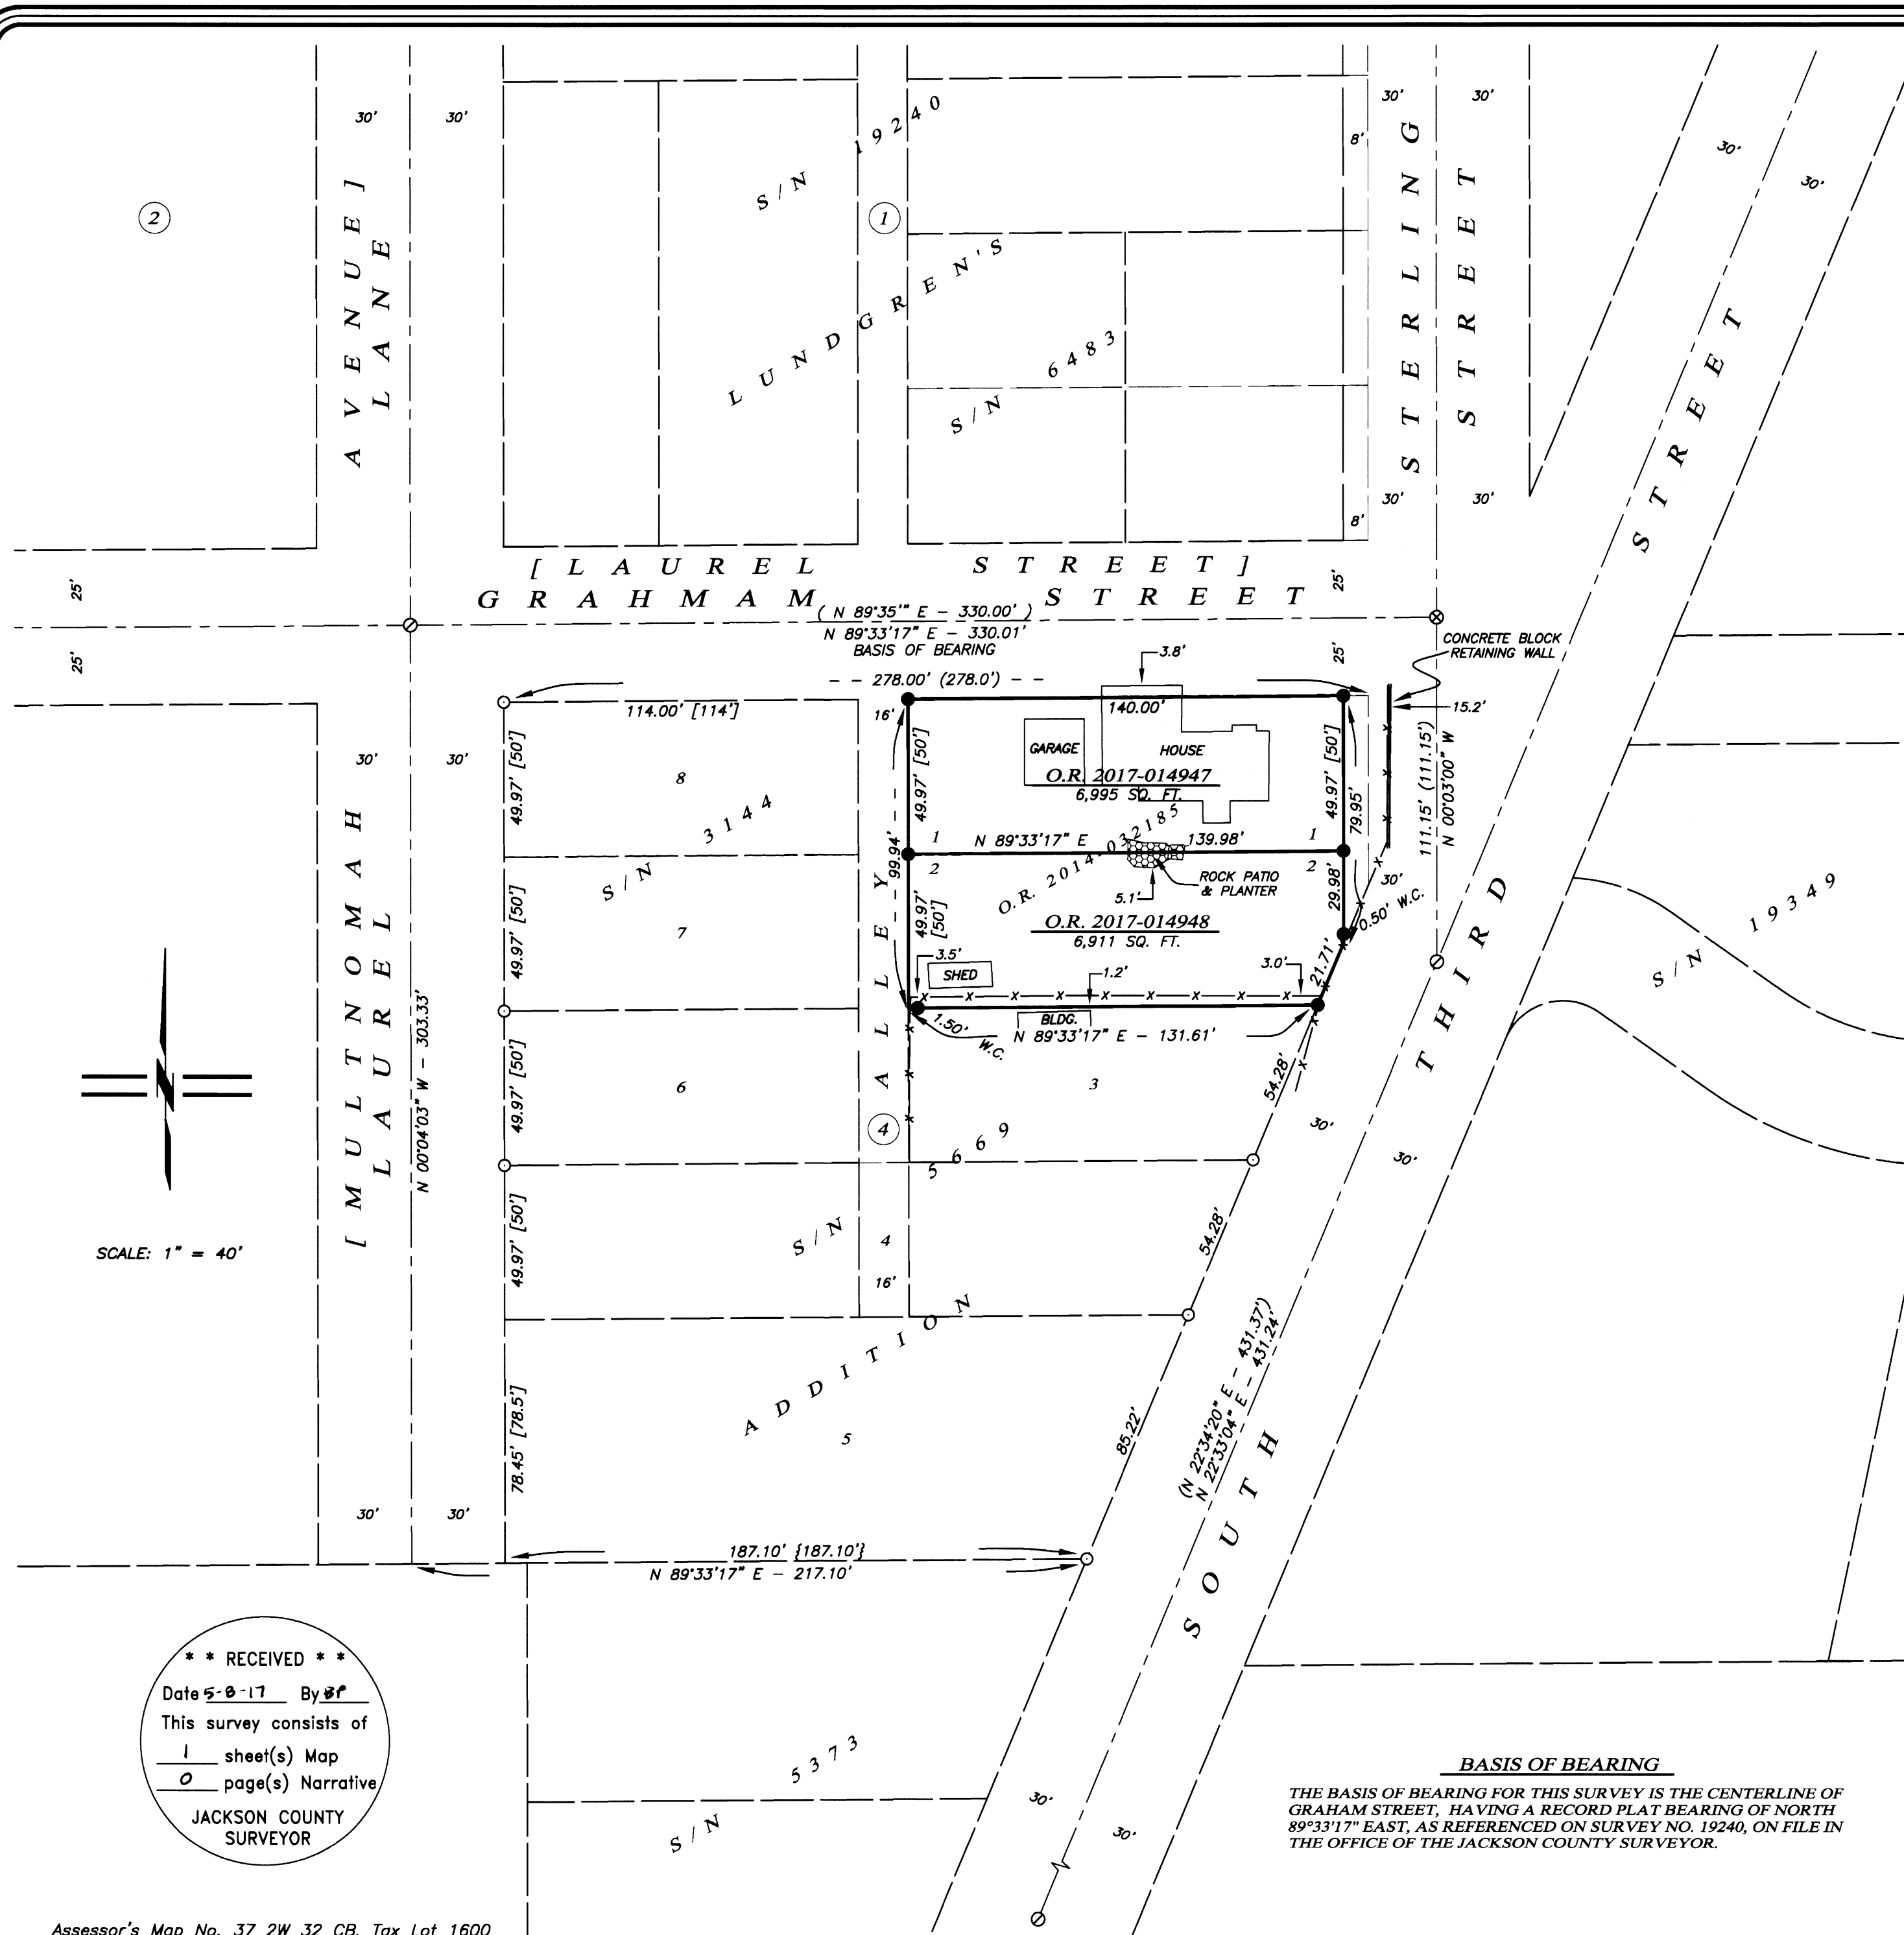 30'
30'
30'
30'
30'
30'
8'
2
1
S/N 19240
AVENUE]
LANE
LUNDGREN'S
S/N 6483
STERLING
STREET
STREET
30'
30'
8'
[LAUREL STREET]
GRAHMAM STREET
25'
25'
25'
25'
( N 89°35'" E - 330.00' )
N 89°33'17" E - 330.01'
BASIS OF BEARING
- - 278.00' (278.0') - -
CONCRETE BLOCK
RETAINING WALL
3.8'
15.2'
114.00' [114']
16'
140.00'
30'
30'
49.97' [50']
49.97' [50']
49.97' [50']
GARAGE
HOUSE
O.R. 2017-014947
6,995 SQ. FT.
79.95'
111.15' (111.15')
N 00°03'00" W
8
S/N 3144
99.94'
1
N 89°33'17" E
139.98'
1
2
2
O.R. 2014-032185
ROCK PATIO
& PLANTER
5.1'
29.98'
30'
0.50' W.C.
49.97' [50']
49.97'
[50']
7
O.R. 2017-014948
6,911 SQ. FT.
3.5'
SHED
1.2'
3.0'
21.71'
BLDG.
1.50'
W.C.
N 89°33'17" E - 131.61'
S/N 19349
[MULTNOMAH
LAUREL
N 00°04'03" W - 303.33'
49.97' [50']
6
ALLEY
4
3
54.28'
30'
30'
S/N 5669
49.97' [50']
4
16'
54.28'
SCALE: 1" = 40'
ADDITION
5
78.45' [78.5']
85.22'
(N 22°34'20" E - 431.37')
N 22°33'04" E - 431.24'
SOUTH THIRD STREET
30'
30'
187.10' {187.10'}
N 89°33'17" E - 217.10'
* * RECEIVED * *
Date 5-8-17 By BP
This survey consists of
1 sheet(s) Map
0 page(s) Narrative
JACKSON COUNTY
SURVEYOR
S/N 5373
30'
30'
N
BASIS OF BEARING
THE BASIS OF BEARING FOR THIS SURVEY IS THE CENTERLINE OF
GRAHAM STREET, HAVING A RECORD PLAT BEARING OF NORTH
89°33'17" EAST, AS REFERENCED ON SURVEY NO. 19240, ON FILE IN
THE OFFICE OF THE JACKSON COUNTY SURVEYOR.
Assessor's Map No. 37 2W 32 CB, Tax Lot 1600